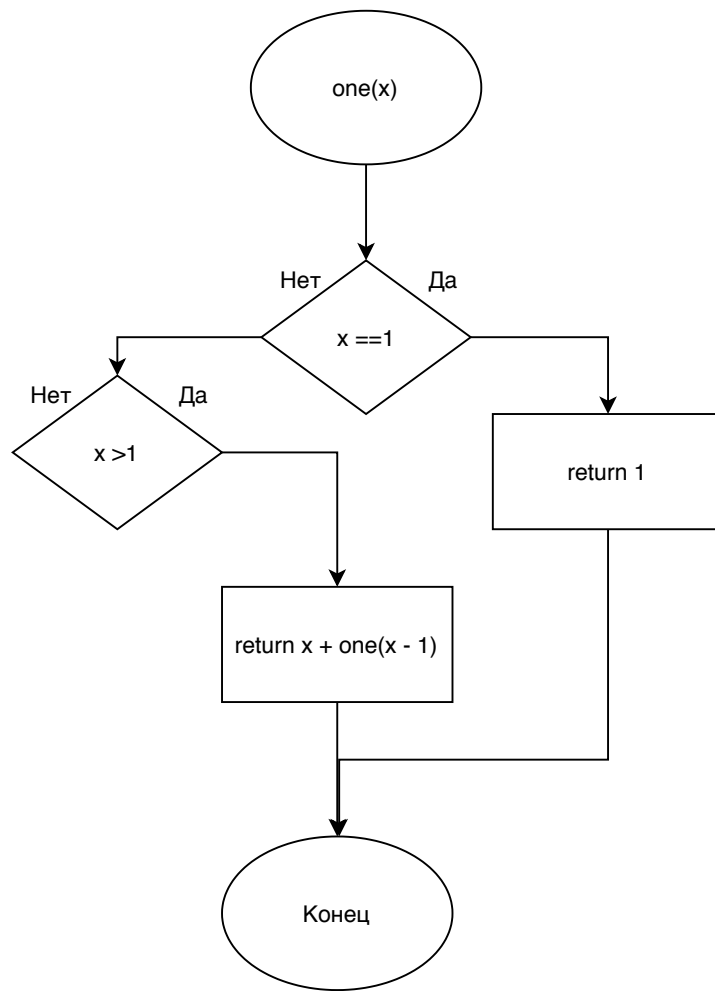 one(x)
Нет
Да
x ==1
Нет
Да
x >1
return 1
return x + one(x - 1)
Конец